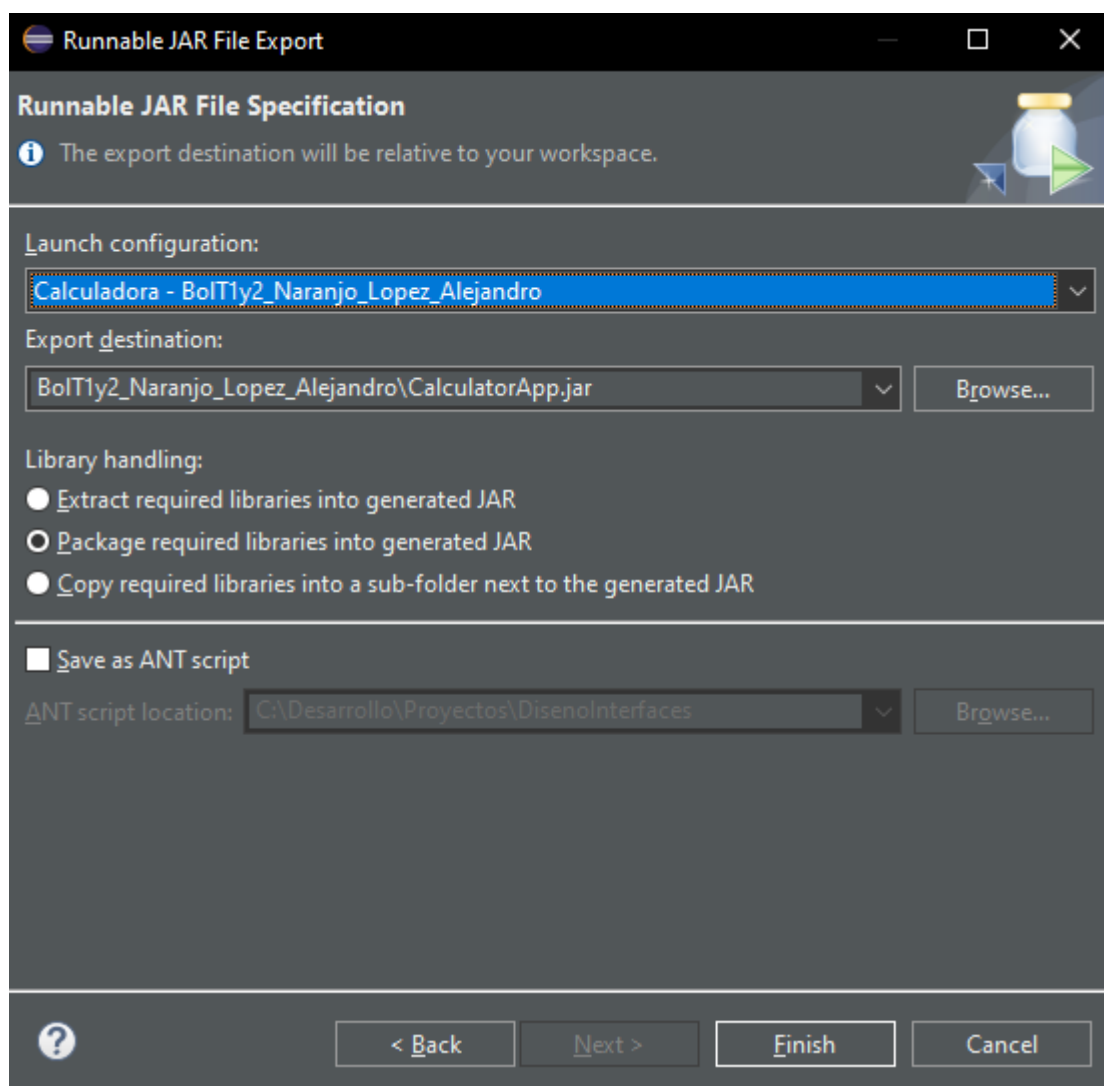 Runnable JAR File Export
Runnable JAR File Specification
The export destination will be relative to your workspace.
Launch configuration:
Calculadora - BolT1y2_Naranjo_Lopez_Alejandro
Export destination:
BolT1y2_Naranjo_Lopez_Alejandro\CalculatorApp.jar
Browse...
Library handling:
Extract required libraries into generated JAR
Package required libraries into generated JAR
Copy required libraries into a sub-folder next to the generated JAR
Save as ANT script
ANT script location: C:\Desarrollo\Proyectos\DisenoInterfaces Browse...
? < Back Next > Finish Cancel